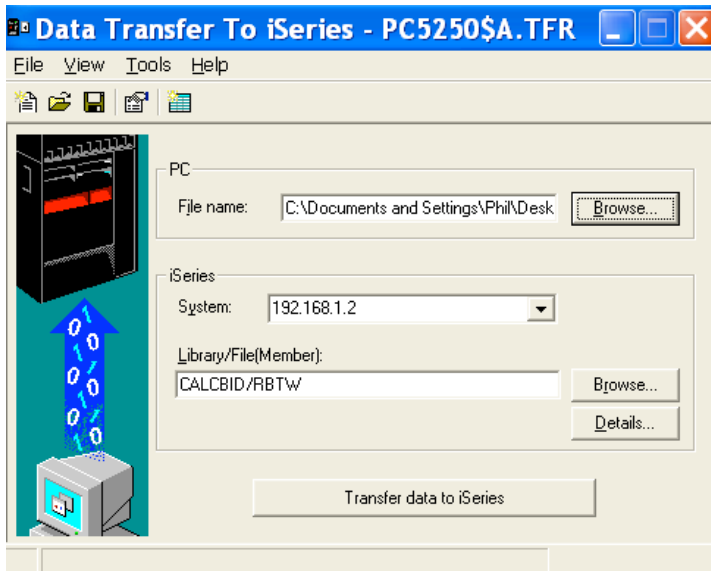 Data Transfer To iSeries - PC5250$A.TFR
File View Tools Help
PC
File name: C:\Documents and Settings\Phil\Desk Browse...
iSeries
System: 192.168.1.2
Library/File(Member):
CALCBID/RBTW Browse...
Details...
Transfer data to iSeries